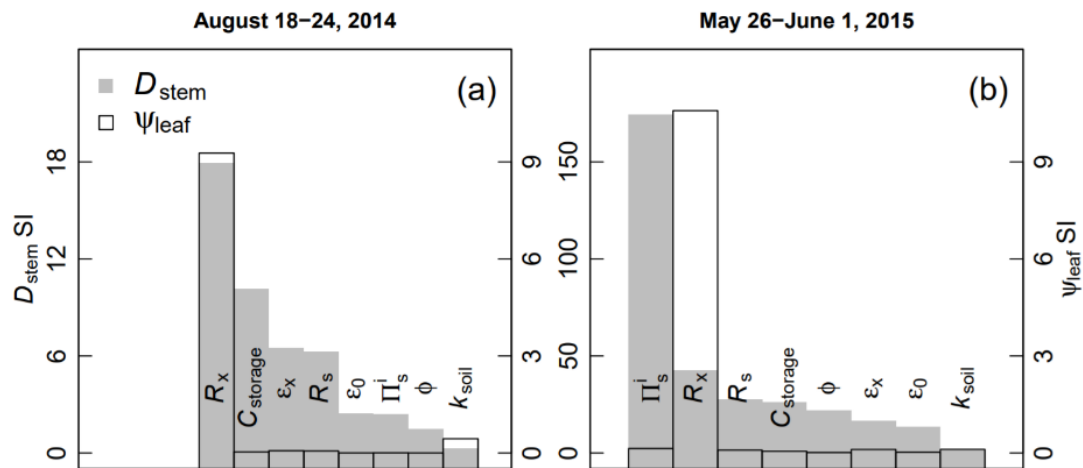 August 18−24, 2014
May 26−June 1, 2015
D stem
Ψ leaf
(a)
(b)
D stem SI
0 6 12 18
0 3 6 9
R x
C storage
ε x
R s
ε 0
Π s i
ϕ
k soil
0 50 100 150
0 3 6 9
Π s i
R x
R s
C storage
ϕ
ε x
ε 0
k soil
Ψ leaf SI